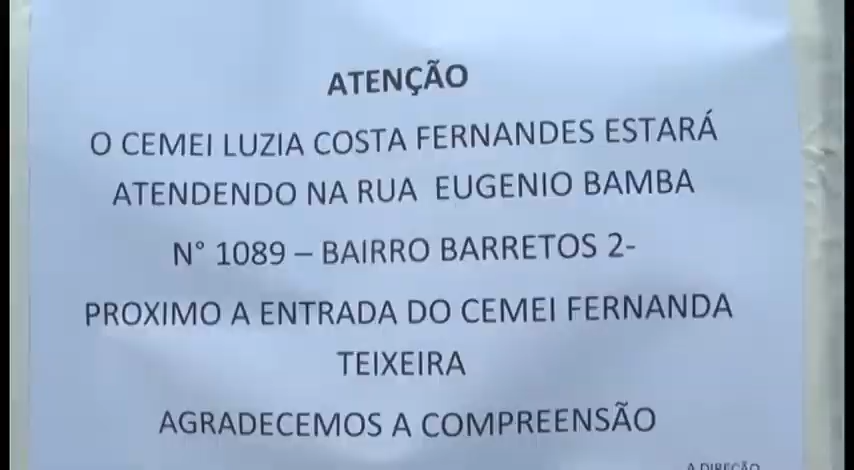 ATENÇÃO
O CEMEI LUZIA COSTA FERNANDES ESTARÁ
ATENDENDO NA RUA EUGENIO BAMBA
N° 1089 – BAIRRO BARRETOS 2-
PROXIMO A ENTRADA DO CEMEI FERNANDA
TEIXEIRA
AGRADECEMOS A COMPREENSÃO
A DIREÇÃO